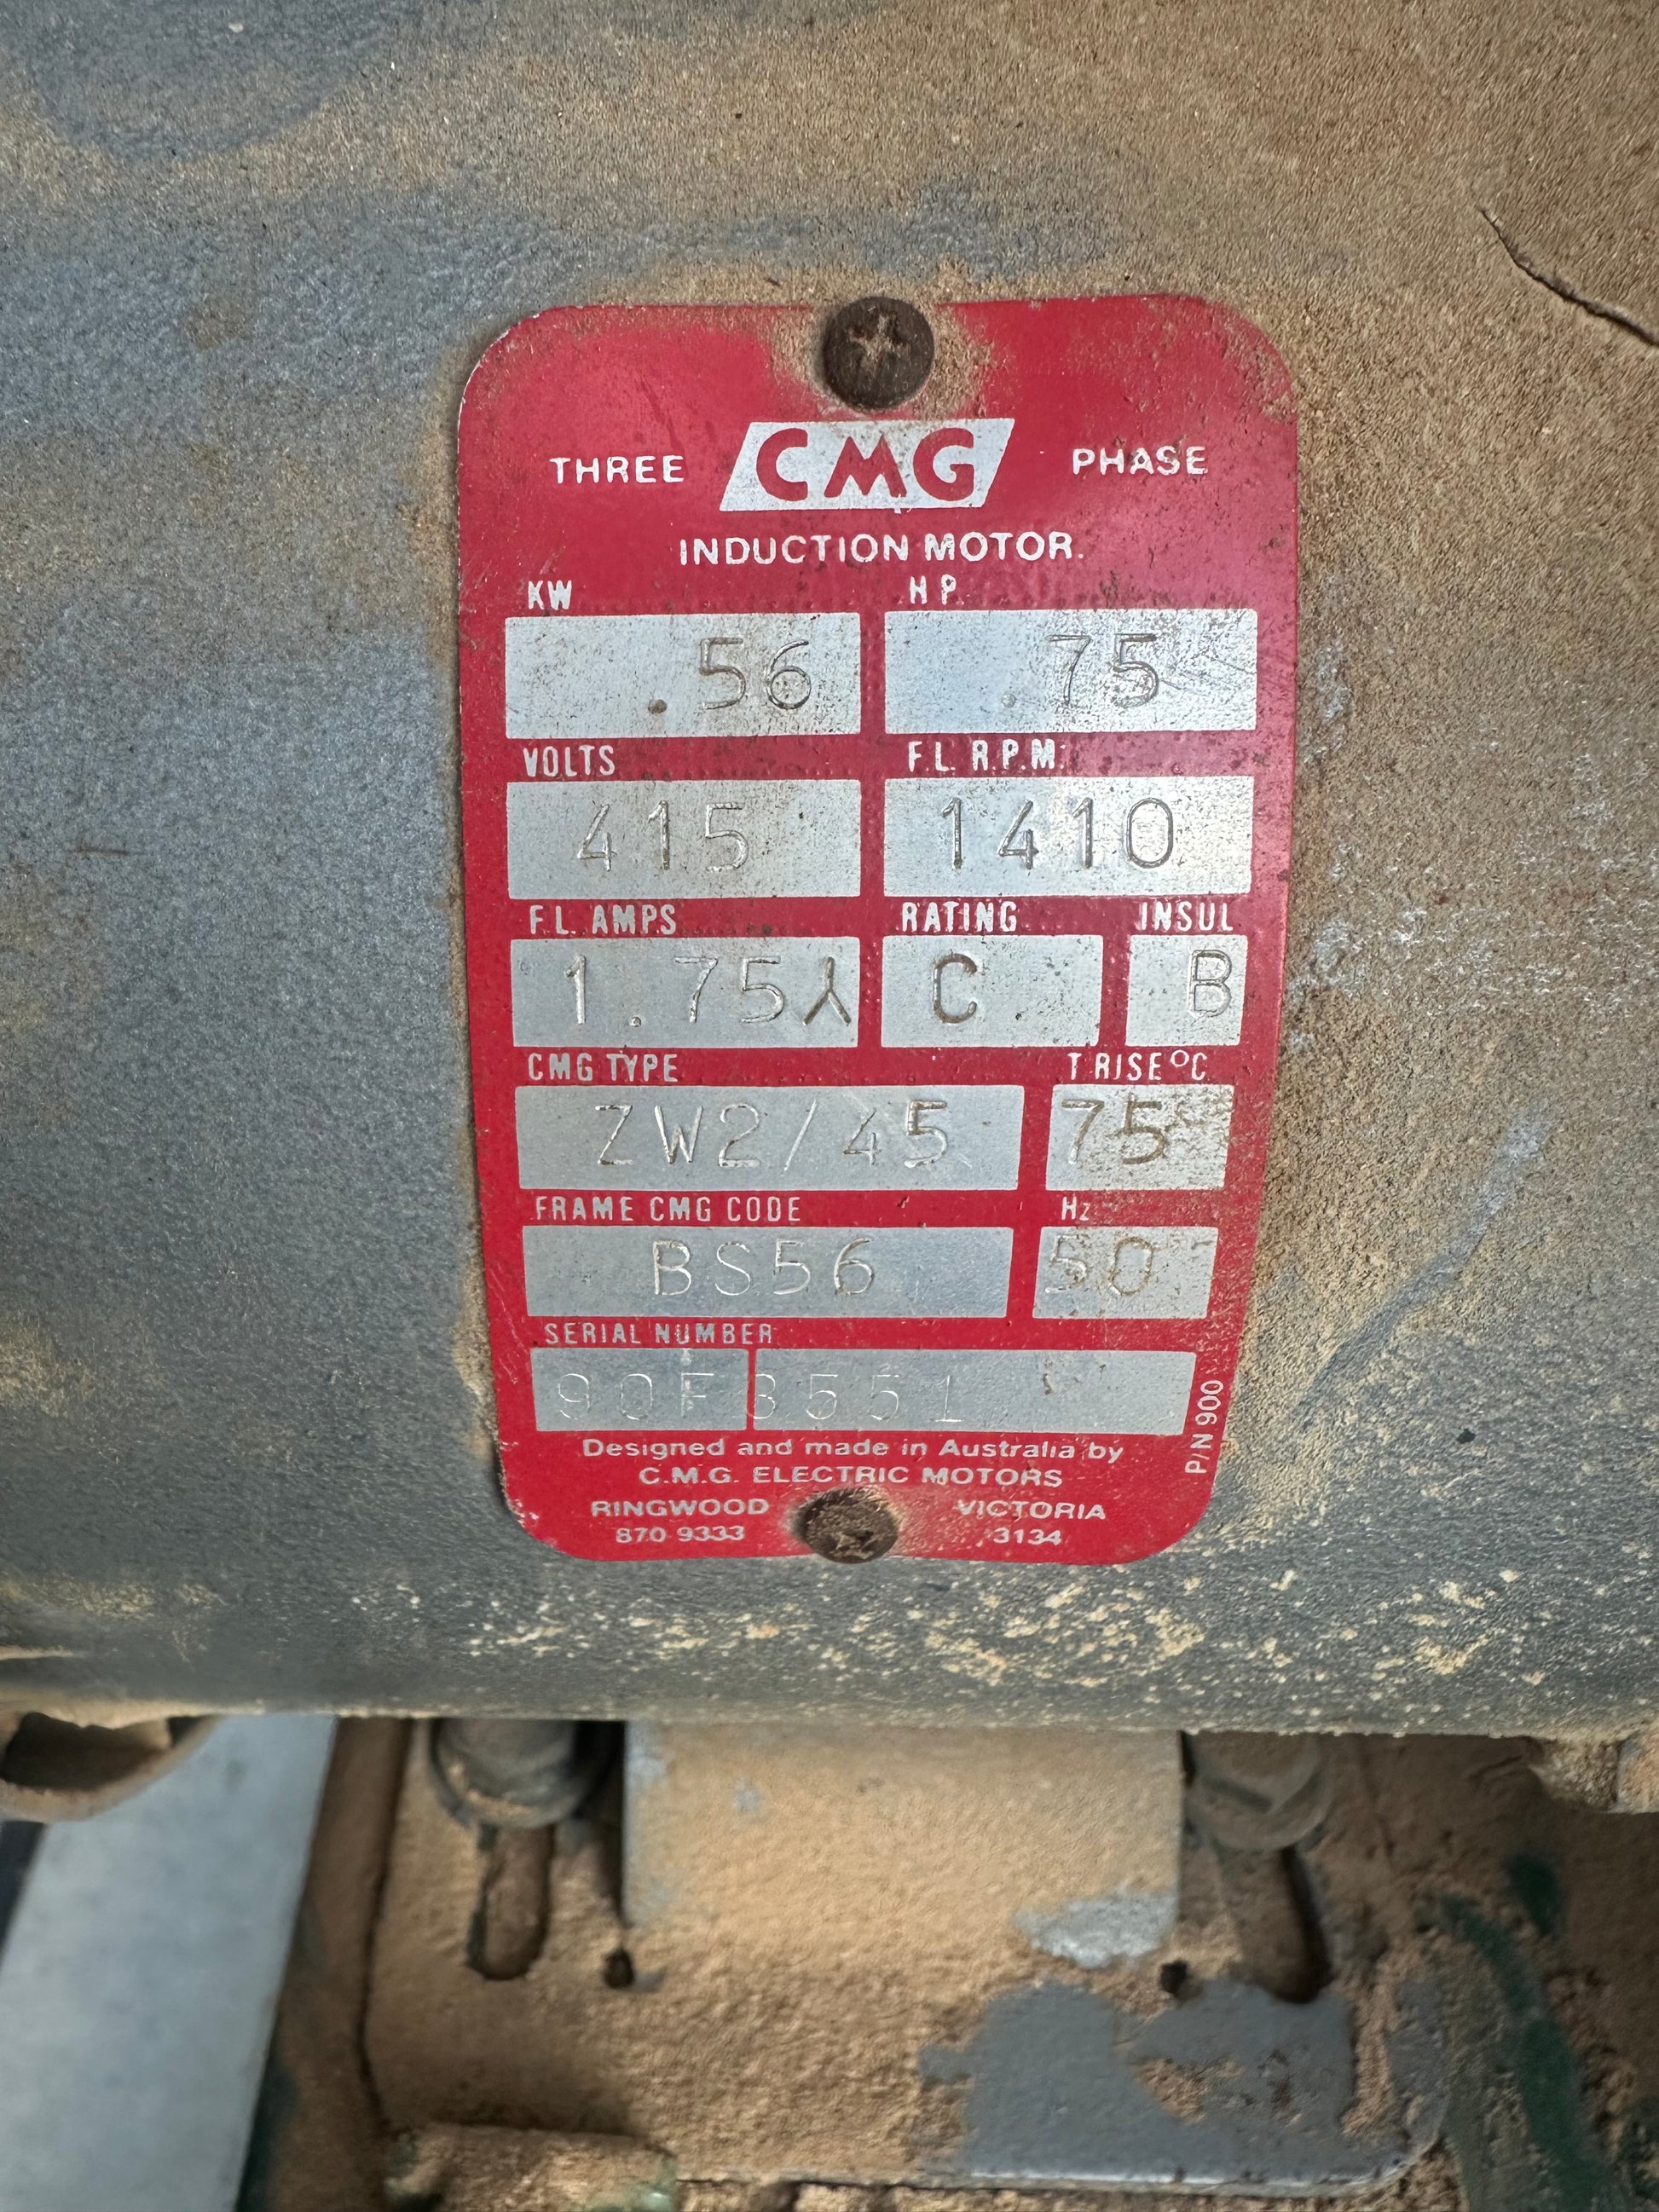 THREE CMG PHASE
INDUCTION MOTOR.
KW H.P.
.56 .75
VOLTS F.L. R.P.M.
415 1410
F.L. AMPS RATING INSUL
1.75⅄ C B
CMG TYPE T RISE °C
ZW2/45 75
FRAME CMG CODE Hz
BS56 50
SERIAL NUMBER
90F3551
P/N 900
Designed and made in Australia by
C.M.G. ELECTRIC MOTORS
RINGWOOD VICTORIA
870 9333 3134